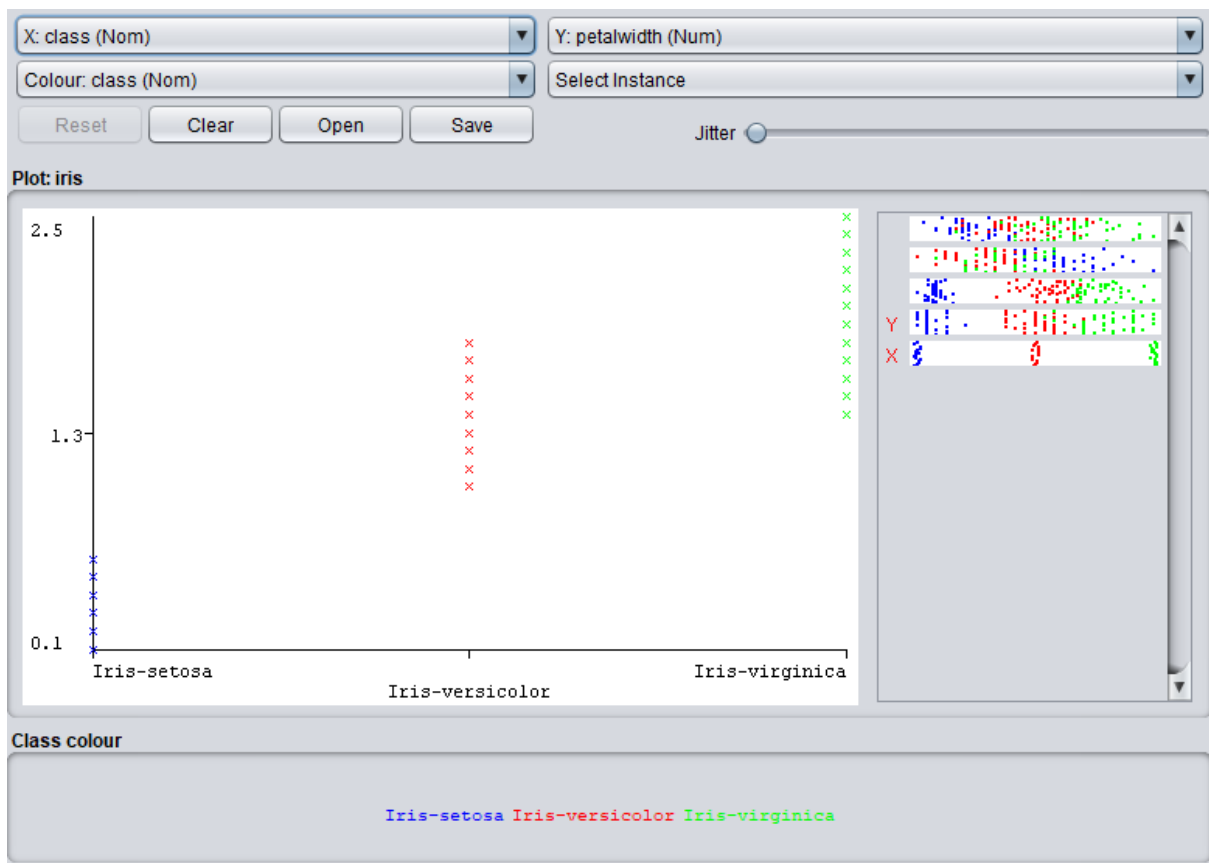 X: class (Nom) Y: petalwidth (Num)
Colour: class (Nom) Select Instance
Reset Clear Open Save Jitter
Plot: iris
2.5
Y
X
1.3
0.1
Iris-setosa Iris-virginica
Iris-versicolor
Class colour
Iris-setosa Iris-versicolor Iris-virginica